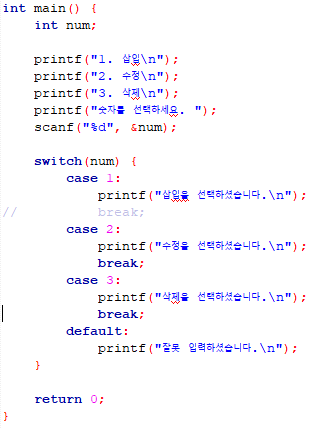 int main() {
int num;
printf("1. 삽입\n");
printf("2. 수정\n");
printf("3. 삭제\n");
printf("숫자를 선택하세요. ");
scanf("%d", &num);
switch(num) {
case 1:
printf("삽입을 선택하셨습니다.\n");
// break;
case 2:
printf("수정을 선택하셨습니다.\n");
break;
case 3:
printf("삭제을 선택하셨습니다.\n");
break;
default:
printf("잘못 입력하셨습니다.\n");
}
return 0;
}